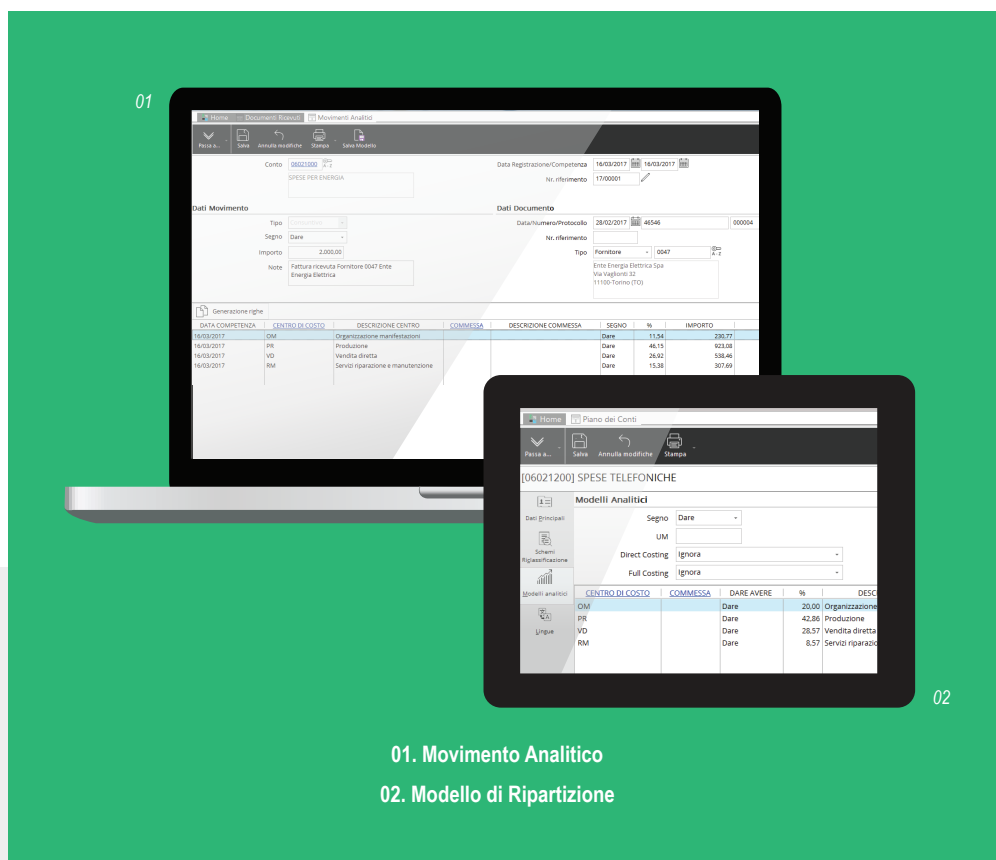 01
Home Documenti Ricevuti Movimenti Analitici
Passa a... Salva Annulla modifiche Stampa Salva Modello
Conto 06021000 A - Z Data Registrazione/Competenza 16/03/2017 16/03/2017
SPESE PER ENERGIA Nr. riferimento 17/00001
Dati Movimento Dati Documento
Tipo Data/Numero/Protocollo 28/02/2017 46546 000004
Segno Dare Nr. riferimento
Importo 2.000,00 Tipo Fornitore 0047 A - Z
Note Fattura ricevuta Fornitore 0047 Ente Energia Elettrica
Ente Energia Elettrica Spa
Via Vaglionti 32
11100-Torino (TO)
Generazione righe
DATA COMPETENZA CENTRO DI COSTO DESCRIZIONE CENTRO COMMESSA DESCRIZIONE COMMESSA SEGNO % IMPORTO
16/03/2017 OM Organizzazione manifestazioni Dare 11,54 230,77
16/03/2017 PR Produzione Dare 46,15 923,08
16/03/2017 VD Vendita diretta Dare 26,92 538,46
16/03/2017 RM Servizi riparazione e manutenzione Dare 15,38 307,69
Home Piano dei Conti
Passa a... Salva Annulla modifiche Stampa
[06021200] SPESE TELEFONICHE
Dati Principali
Schemi Riclassificazione
Modelli analitici
Lingue
Modelli Analitici
Segno Dare
UM
Direct Costing Ignora
Full Costing Ignora
CENTRO DI COSTO COMMESSA DARE AVERE % DESCI
OM Dare 20,00 Organizzazione
PR Dare 42,86 Produzione
VD Dare 28,57 Vendita diretta
RM Dare 8,57 Servizi riparazio
02
01. Movimento Analitico
02. Modello di Ripartizione